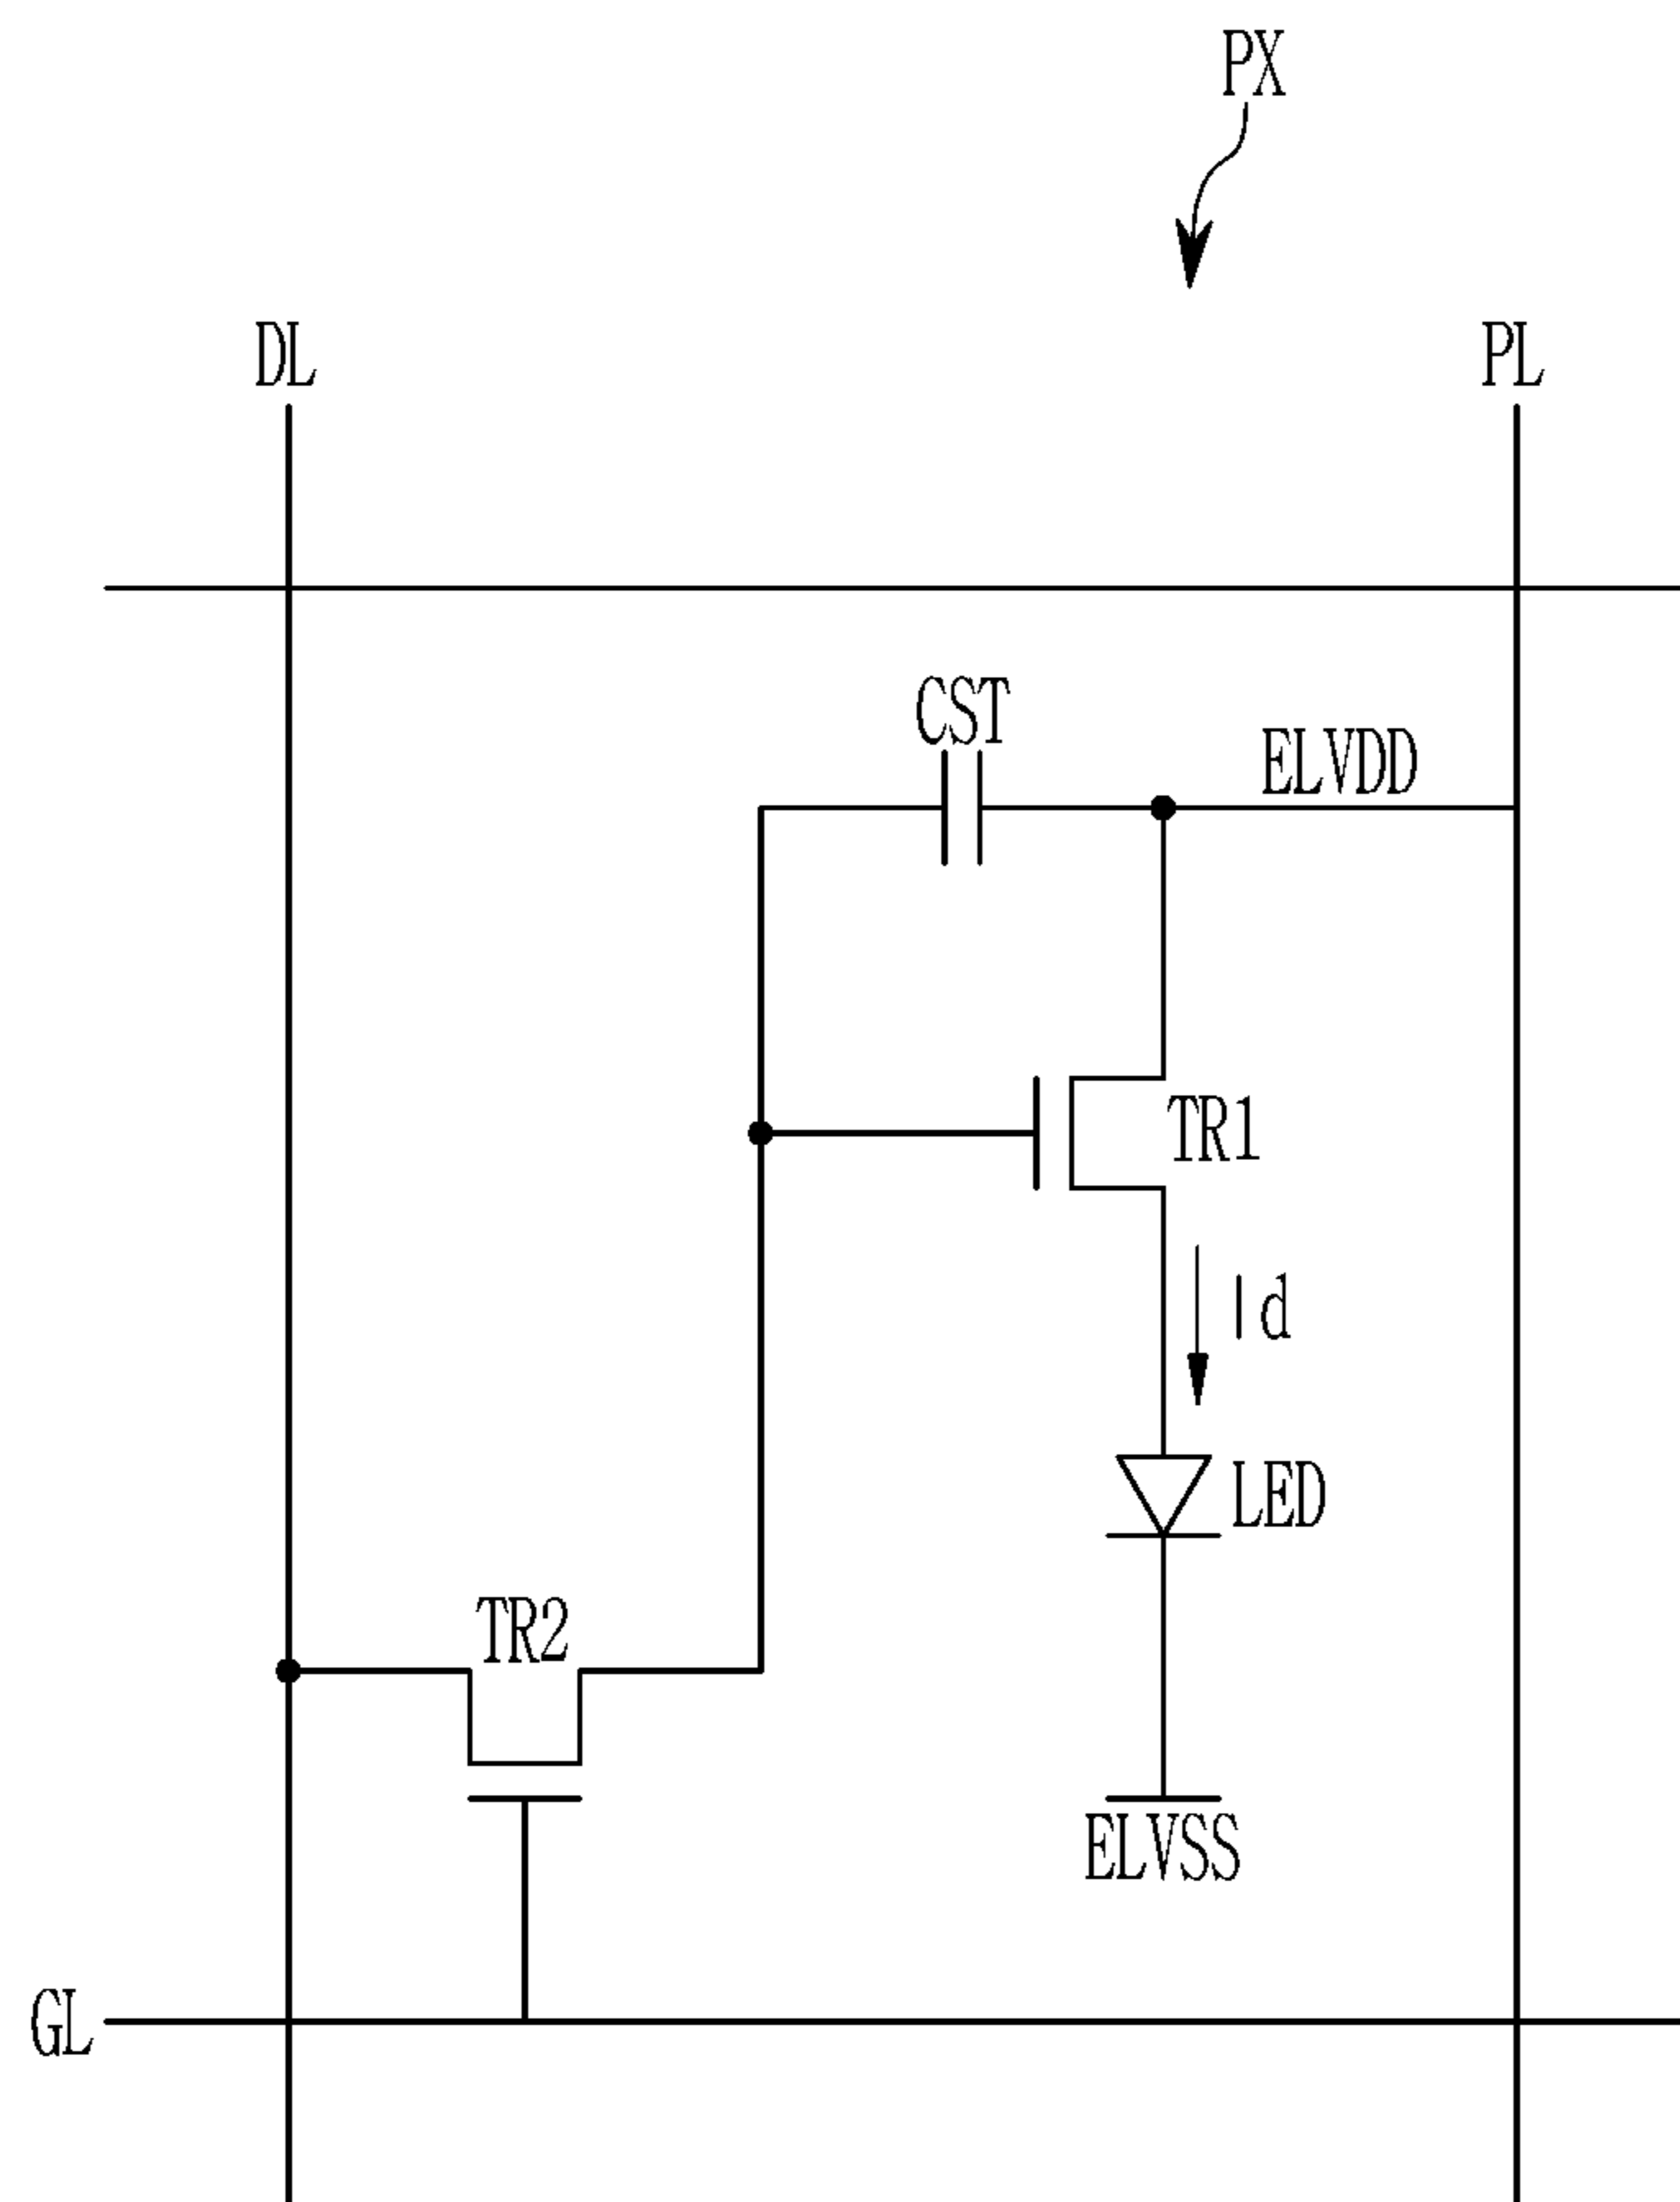 PX
DL
PL
CST
ELVDD
TR1
Id
LED
TR2
ELVSS
GL